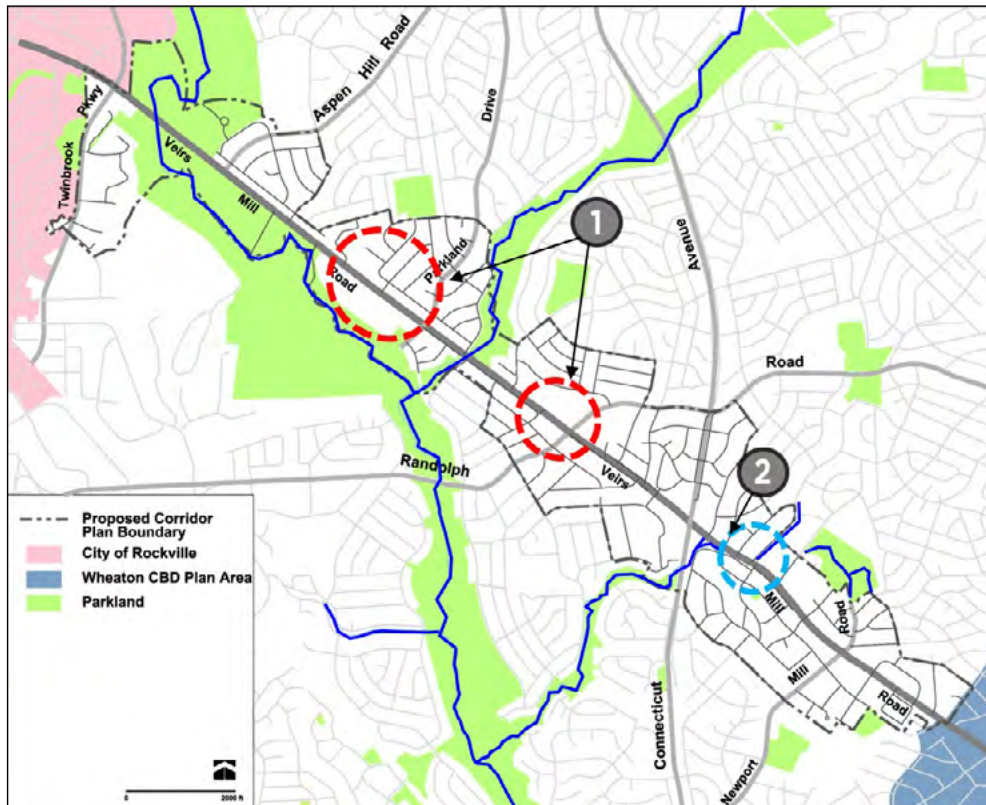 Aspen Hill Road
Pkwy
Twinbrook
Veirs
Mill
Road
Drive
Parkland
1
Avenue
Road
Randolph
Veirs
2
Mill
Road
Mill
Road
Connecticut
Newport
Proposed Corridor
Plan Boundary
City of Rockville
Wheaton CBD Plan Area
Parkland
0
2000 ft